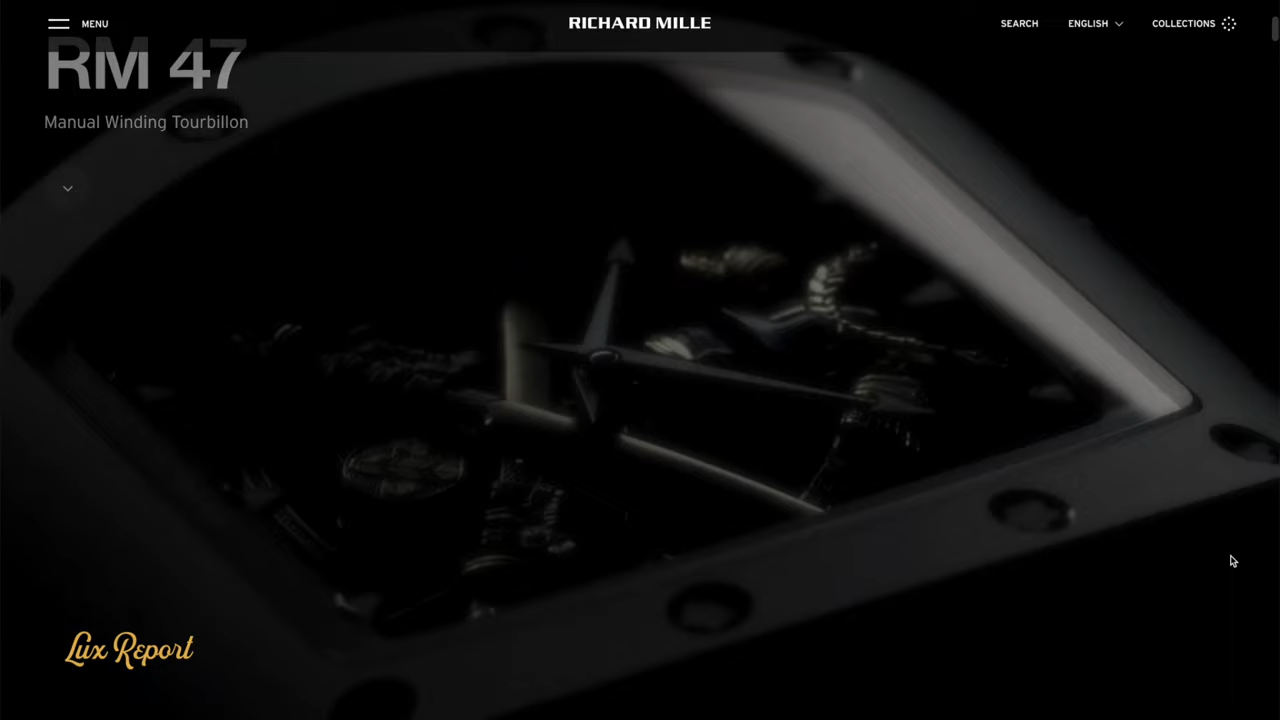 MENU
RICHARD MILLE
SEARCH
ENGLISH
COLLECTIONS
RM 47
Manual Winding Tourbillon
Lux Report